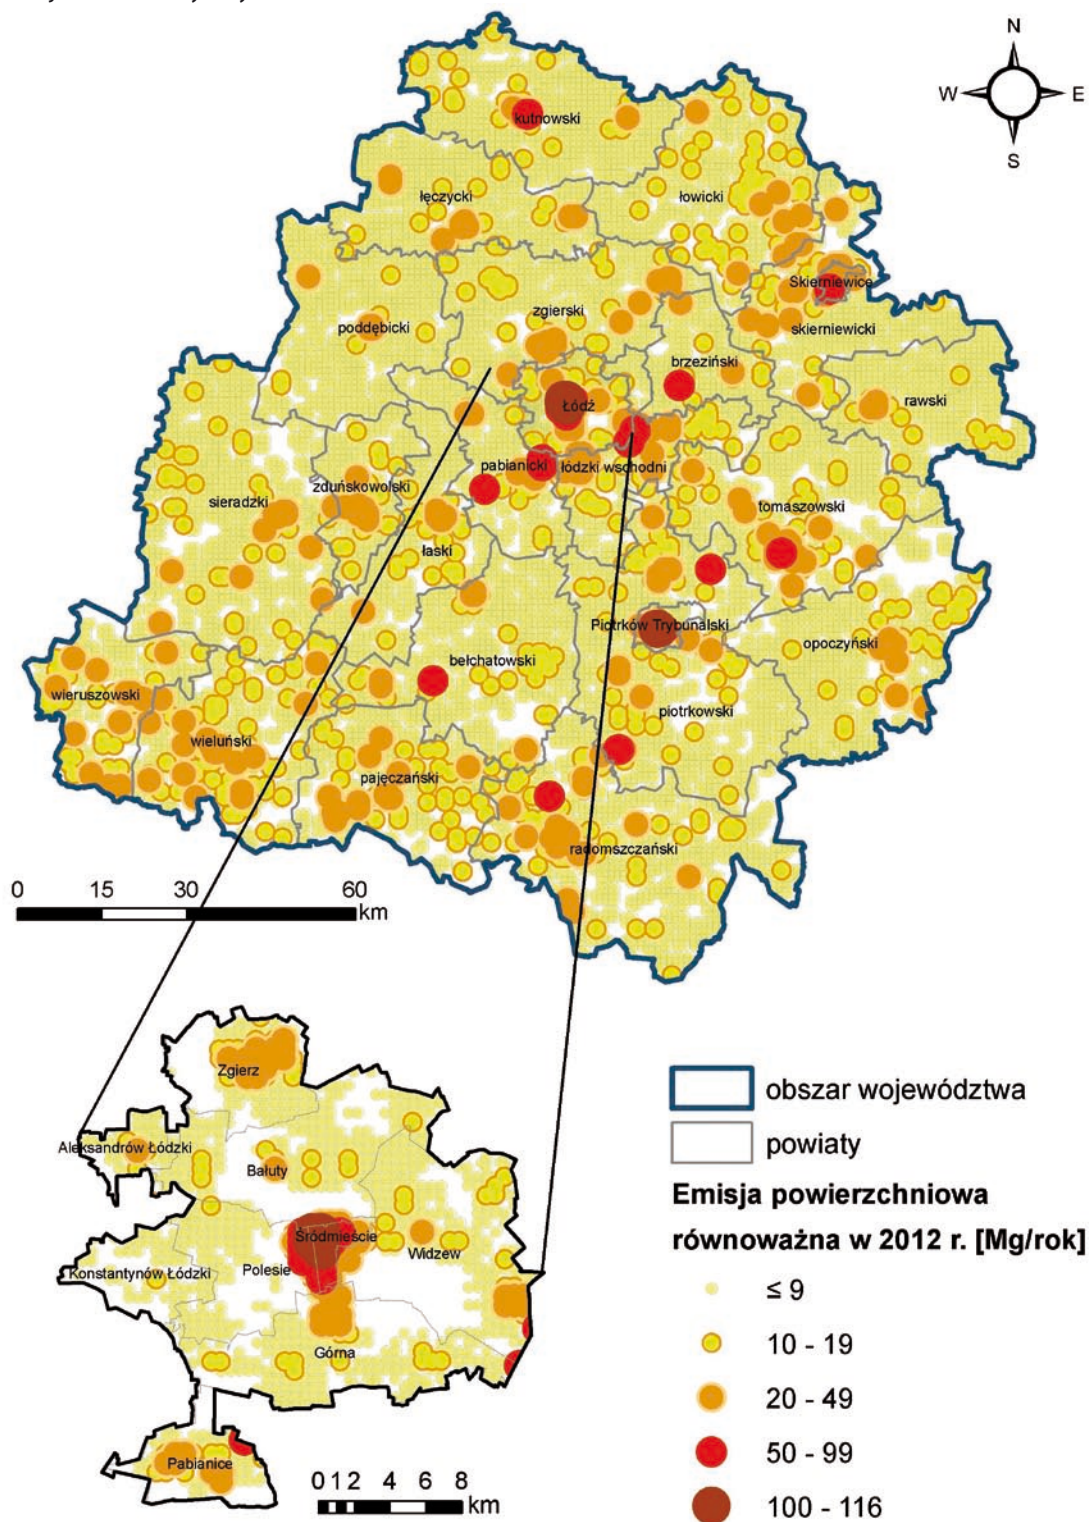 N
W
E
S
kutnowski
łęczycki
łowicki
Skierniewice
zgierski
poddębicki
skierniewicki
brzeziński
rawski
Łódź
pabianicki
łódzki wschodni
zduńskowolski
sieradzki
tomaszowski
łaski
Piotrków Trybunalski
opoczyński
bełchatowski
wieruszowski
piotrkowski
wieluński
pajęczański
radomszczański
0 15 30 60
km
Zgierz
Aleksandrów Łódzki
Bałuty
Śródmieście
Widzew
Polesie
Konstantynów Łódzki
Górna
Pabianice
0 1 2 4 6 8
km
obszar województwa
powiaty
Emisja powierzchniowa
równoważna w 2012 r. [Mg/rok]
≤ 9
10 - 19
20 - 49
50 - 99
100 - 116